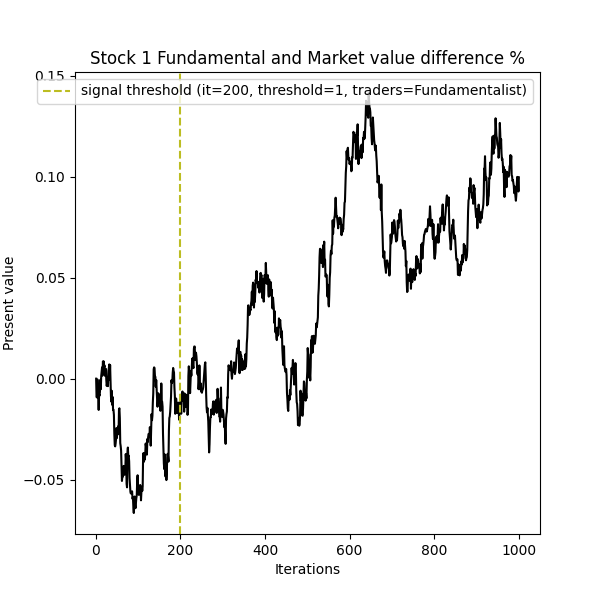 Stock 1 Fundamental and Market value difference %
signal threshold (it=200, threshold=1, traders=Fundamentalist)
0.15
0.10
0.05
0.00
−0.05
Present value
0
200
400
600
800
1000
Iterations